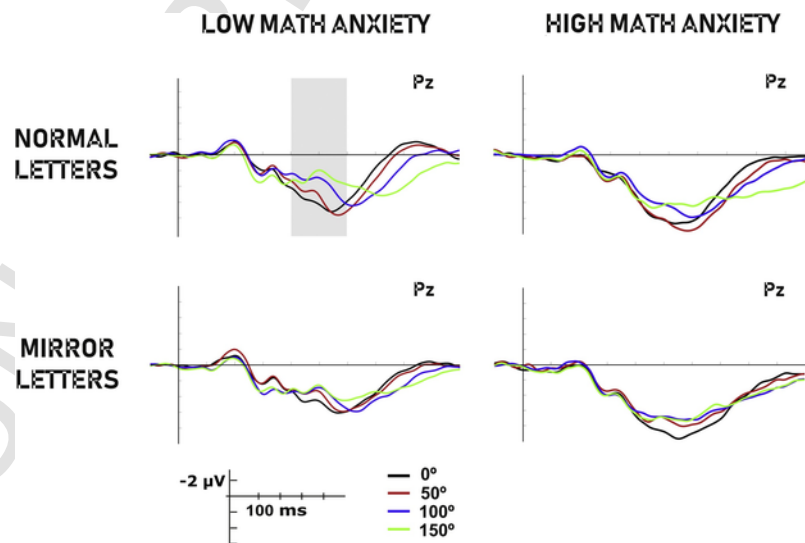 LOW MATH ANXIETY HIGH MATH ANXIETY
Pz Pz
NORMAL
LETTERS
Pz Pz
MIRROR
LETTERS
-2 µV
100 ms
0º
50º
100º
150º